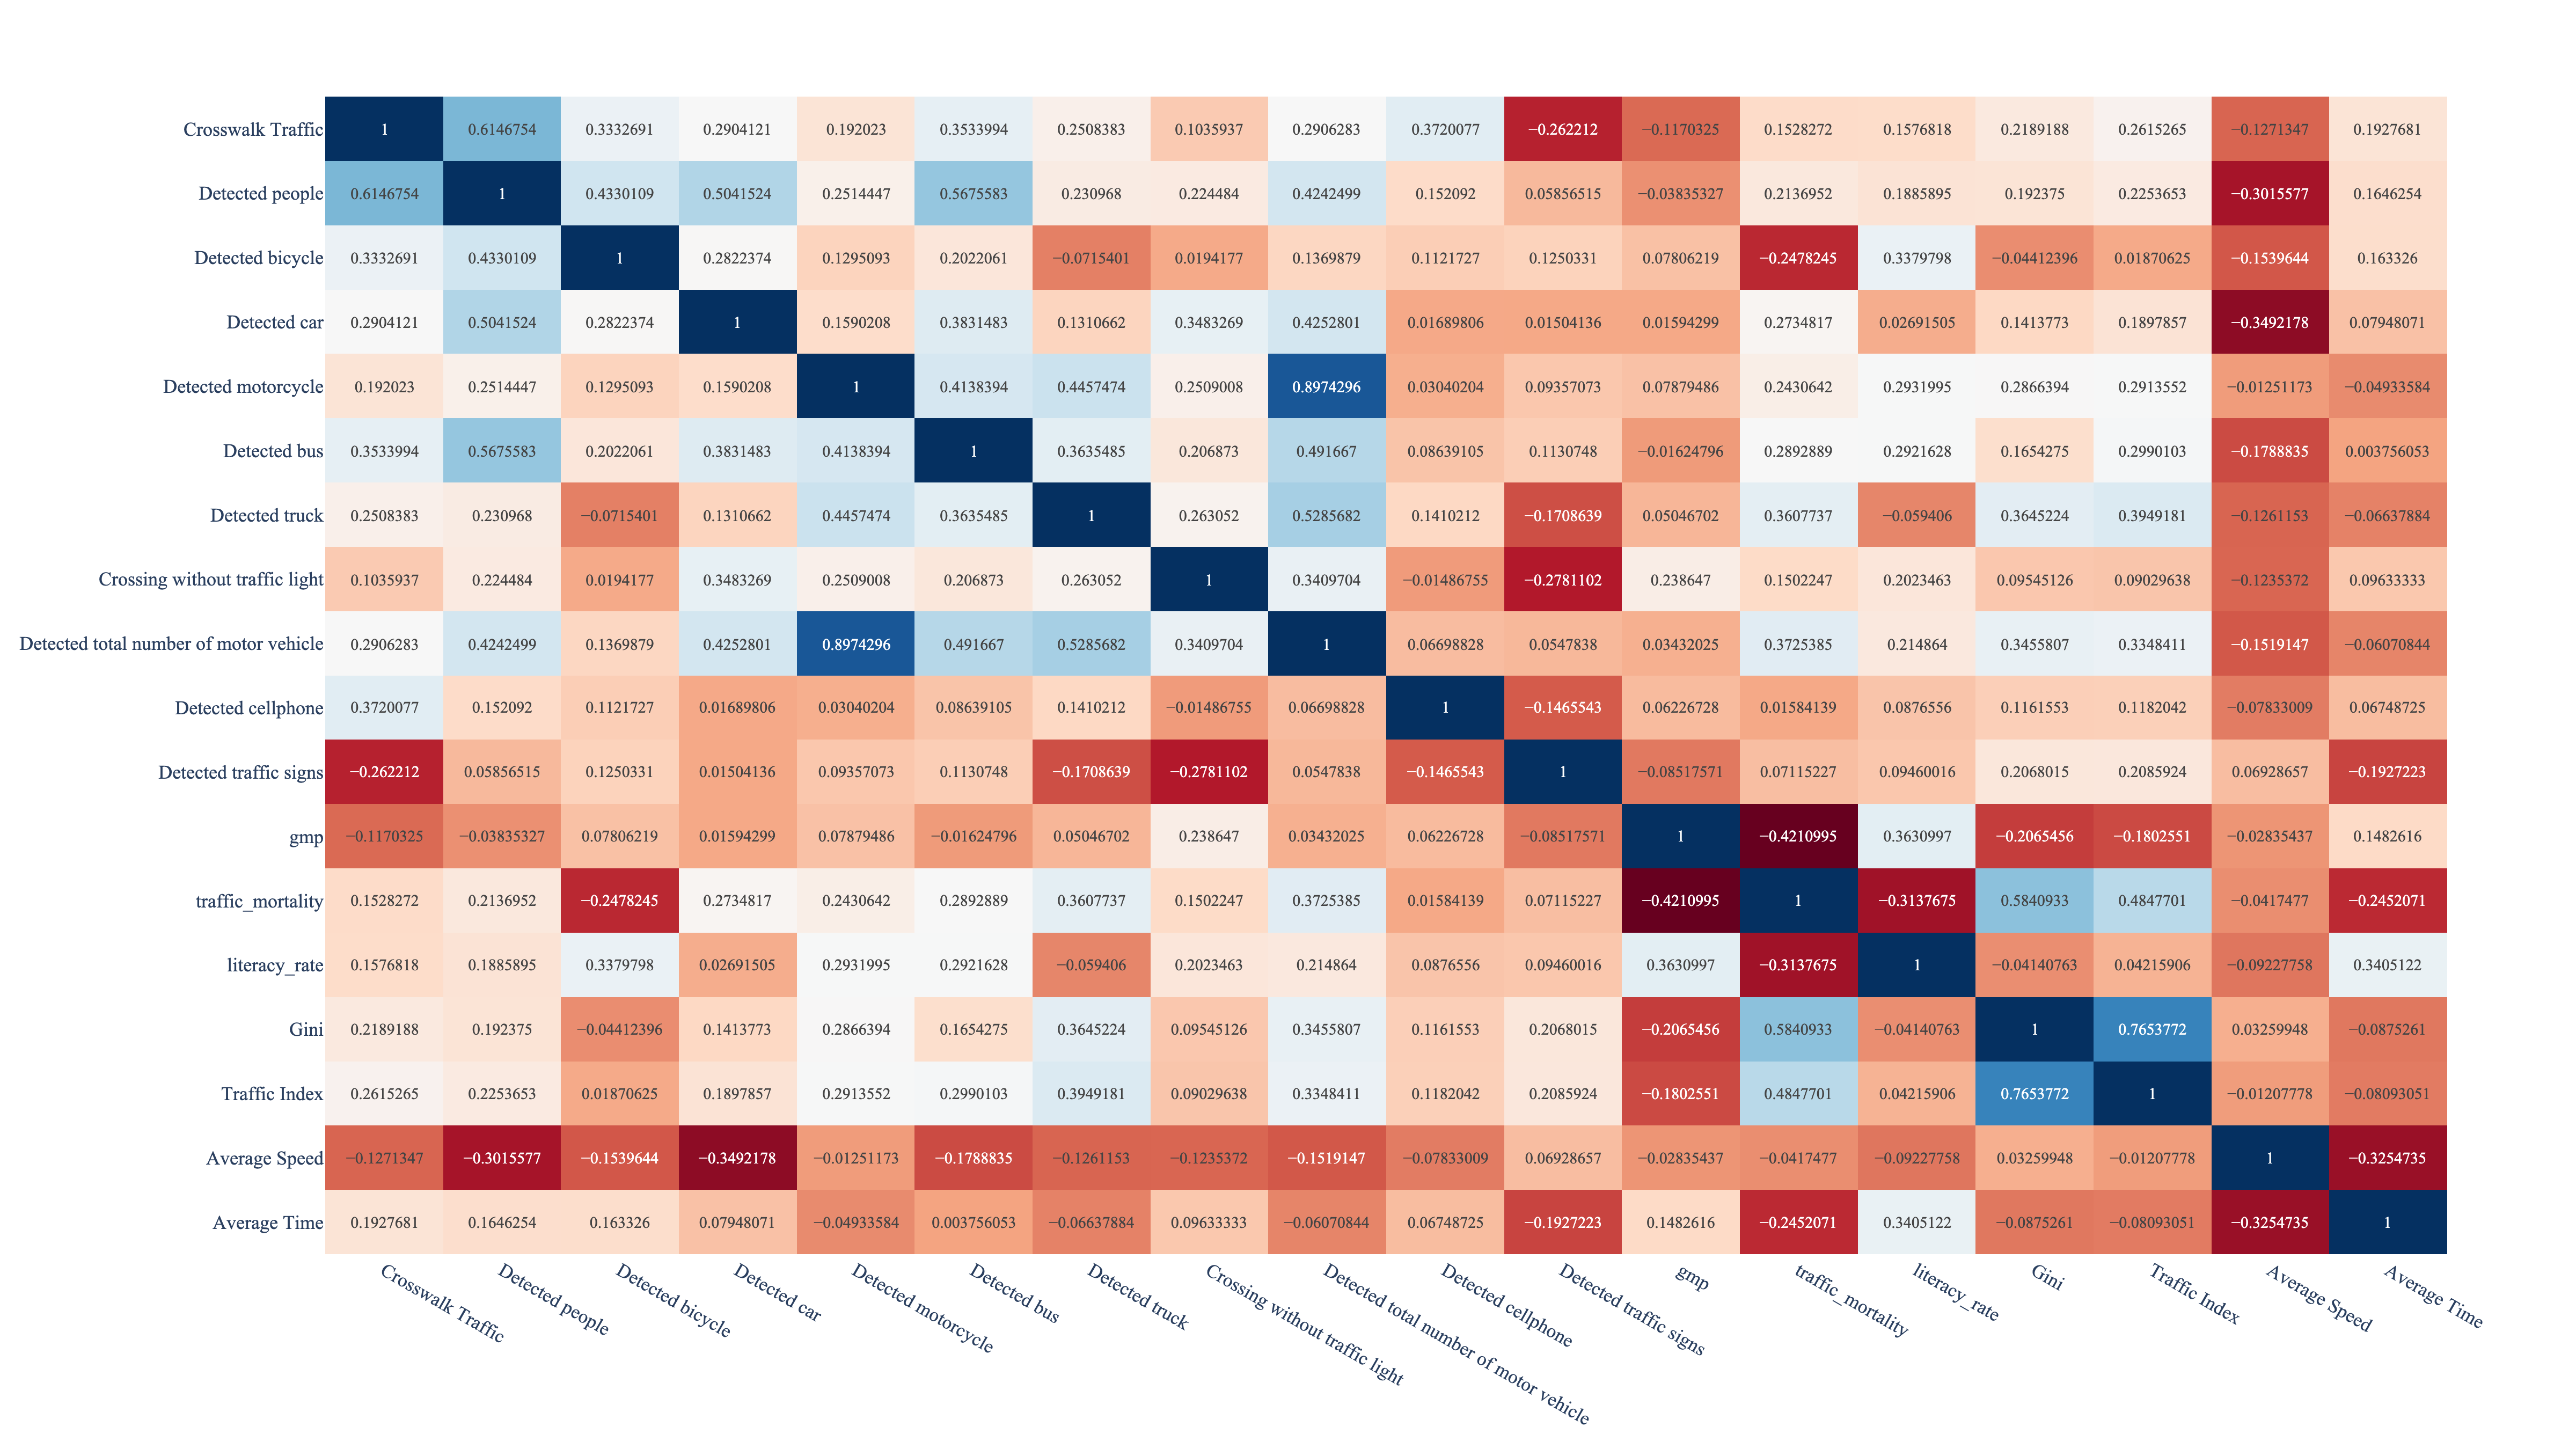 Crosswalk Traffic 1 0.6146754 0.3332691 0.2904121 0.192023 0.3533994 0.2508383 0.1035937 0.2906283 0.3720077 −0.262212 −0.1170325 0.1528272 0.1576818 0.2189188 0.2615265 −0.1271347 0.1927681
Detected people 0.6146754 1 0.4330109 0.5041524 0.2514447 0.5675583 0.230968 0.224484 0.4242499 0.152092 0.05856515 −0.03835327 0.2136952 0.1885895 0.192375 0.2253653 −0.3015577 0.1646254
Detected bicycle 0.3332691 0.4330109 1 0.2822374 0.1295093 0.2022061 −0.0715401 0.0194177 0.1369879 0.1121727 0.1250331 0.07806219 −0.2478245 0.3379798 −0.04412396 0.01870625 −0.1539644 0.163326
Detected car 0.2904121 0.5041524 0.2822374 1 0.1590208 0.3831483 0.1310662 0.3483269 0.4252801 0.01689806 0.01504136 0.01594299 0.2734817 0.02691505 0.1413773 0.1897857 −0.3492178 0.07948071
Detected motorcycle 0.192023 0.2514447 0.1295093 0.1590208 1 0.4138394 0.4457474 0.2509008 0.8974296 0.03040204 0.09357073 0.07879486 0.2430642 0.2931995 0.2866394 0.2913552 −0.01251173 −0.04933584
Detected bus 0.3533994 0.5675583 0.2022061 0.3831483 0.4138394 1 0.3635485 0.206873 0.491667 0.08639105 0.1130748 −0.01624796 0.2892889 0.2921628 0.1654275 0.2990103 −0.1788835 0.003756053
Detected truck 0.2508383 0.230968 −0.0715401 0.1310662 0.4457474 0.3635485 1 0.263052 0.5285682 0.1410212 −0.1708639 0.05046702 0.3607737 −0.059406 0.3645224 0.3949181 −0.1261153 −0.06637884
Crossing without traffic light 0.1035937 0.224484 0.0194177 0.3483269 0.2509008 0.206873 0.263052 1 0.3409704 −0.01486755 −0.2781102 0.238647 0.1502247 0.2023463 0.09545126 0.09029638 −0.1235372 0.09633333
Detected total number of motor vehicle 0.2906283 0.4242499 0.1369879 0.4252801 0.8974296 0.491667 0.5285682 0.3409704 1 0.06698828 0.0547838 0.03432025 0.3725385 0.214864 0.3455807 0.3348411 −0.1519147 −0.06070844
Detected cellphone 0.3720077 0.152092 0.1121727 0.01689806 0.03040204 0.08639105 0.1410212 −0.01486755 0.06698828 1 −0.1465543 0.06226728 0.01584139 0.0876556 0.1161553 0.1182042 −0.07833009 0.06748725
Detected traffic signs −0.262212 0.05856515 0.1250331 0.01504136 0.09357073 0.1130748 −0.1708639 −0.2781102 0.0547838 −0.1465543 1 −0.08517571 0.07115227 0.09460016 0.2068015 0.2085924 0.06928657 −0.1927223
gmp −0.1170325 −0.03835327 0.07806219 0.01594299 0.07879486 −0.01624796 0.05046702 0.238647 0.03432025 0.06226728 −0.08517571 1 −0.4210995 0.3630997 −0.2065456 −0.1802551 −0.02835437 0.1482616
traffic_mortality 0.1528272 0.2136952 −0.2478245 0.2734817 0.2430642 0.2892889 0.3607737 0.1502247 0.3725385 0.01584139 0.07115227 −0.4210995 1 −0.3137675 0.5840933 0.4847701 −0.0417477 −0.2452071
literacy_rate 0.1576818 0.1885895 0.3379798 0.02691505 0.2931995 0.2921628 −0.059406 0.2023463 0.214864 0.0876556 0.09460016 0.3630997 −0.3137675 1 −0.04140763 0.04215906 −0.09227758 0.3405122
Gini 0.2189188 0.192375 −0.04412396 0.1413773 0.2866394 0.1654275 0.3645224 0.09545126 0.3455807 0.1161553 0.2068015 −0.2065456 0.5840933 −0.04140763 1 0.7653772 0.03259948 −0.0875261
Traffic Index 0.2615265 0.2253653 0.01870625 0.1897857 0.2913552 0.2990103 0.3949181 0.09029638 0.3348411 0.1182042 0.2085924 −0.1802551 0.4847701 0.04215906 0.7653772 1 −0.01207778 −0.08093051
Average Speed −0.1271347 −0.3015577 −0.1539644 −0.3492178 −0.01251173 −0.1788835 −0.1261153 −0.1235372 −0.1519147 −0.07833009 0.06928657 −0.02835437 −0.0417477 −0.09227758 0.03259948 −0.01207778 1 −0.3254735
Average Time 0.1927681 0.1646254 0.163326 0.07948071 −0.04933584 0.003756053 −0.06637884 0.09633333 −0.06070844 0.06748725 −0.1927223 0.1482616 −0.2452071 0.3405122 −0.0875261 −0.08093051 −0.3254735 1
Crosswalk Traffic
Detected people
Detected bicycle
Detected car
Detected motorcycle
Detected bus
Detected truck
Crossing without traffic light
Detected total number of motor vehicle
Detected cellphone
Detected traffic signs
gmp
traffic_mortality
literacy_rate
Gini
Traffic Index
Average Speed
Average Time